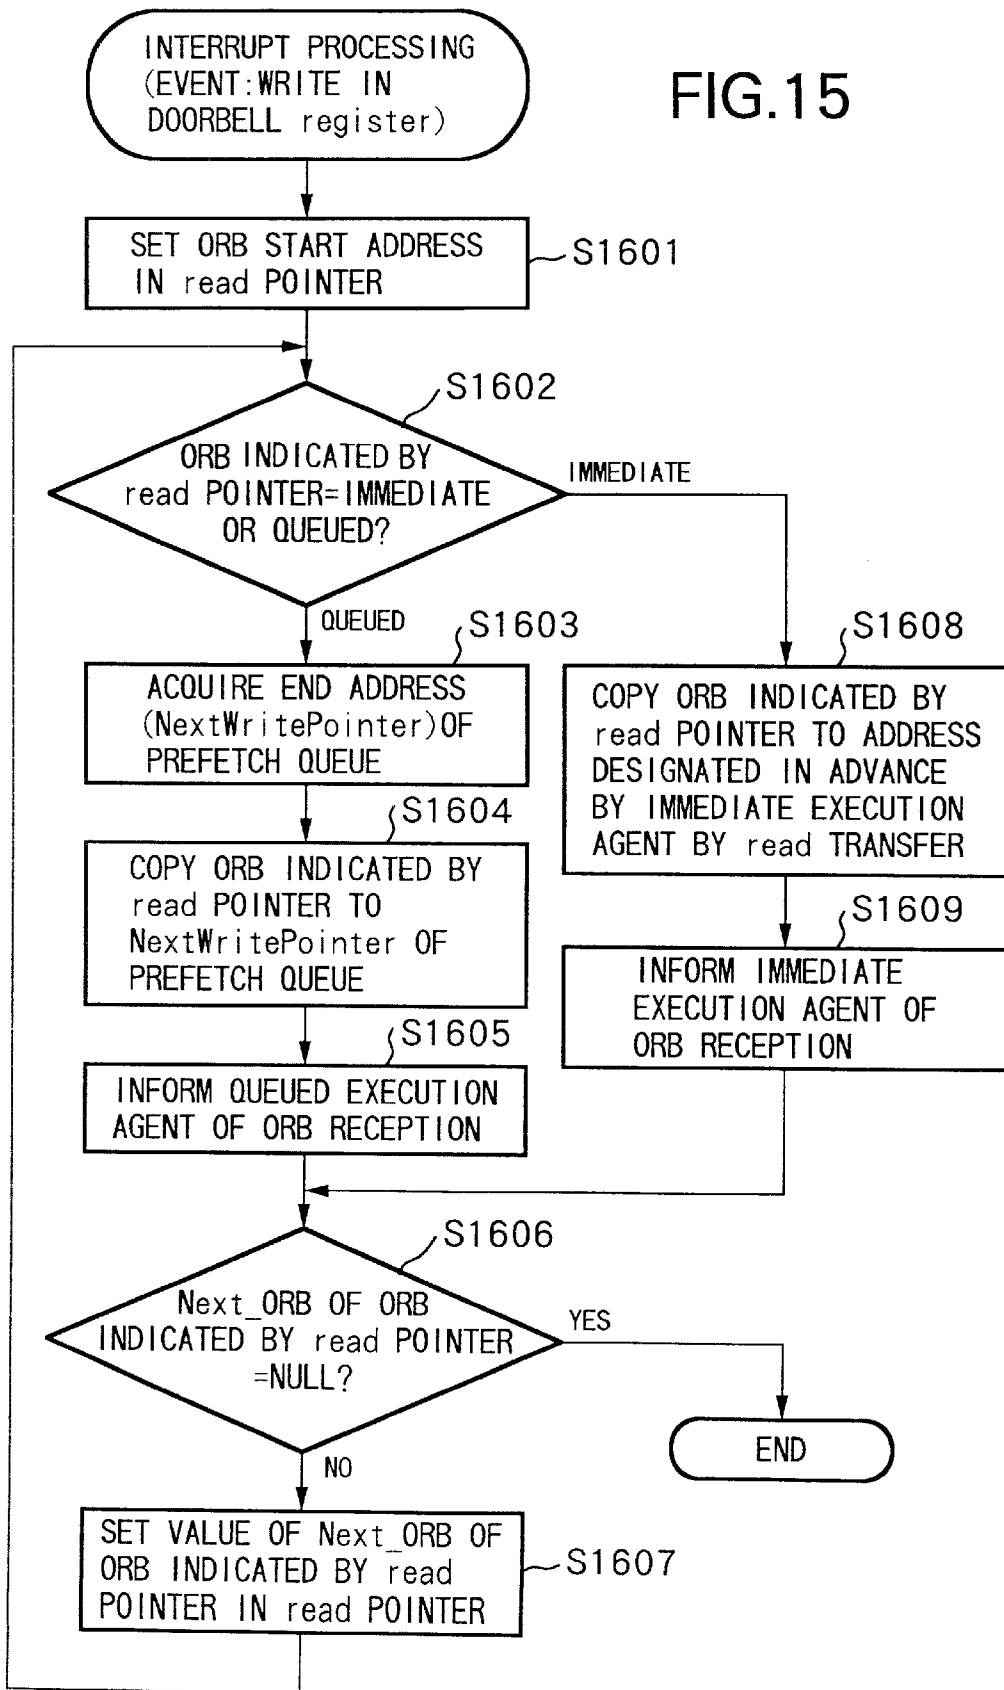 INTERRUPT PROCESSING
(EVENT:WRITE IN
DOORBELL register)
FIG.15
SET ORB START ADDRESS
IN read POINTER
S1601
S1602
ORB INDICATED BY
read POINTER=IMMEDIATE
OR QUEUED?
IMMEDIATE
QUEUED
S1603
ACQUIRE END ADDRESS
(NextWritePointer)OF
PREFETCH QUEUE
S1604
COPY ORB INDICATED BY
read POINTER TO
NextWritePointer OF
PREFETCH QUEUE
S1605
INFORM QUEUED EXECUTION
AGENT OF ORB RECEPTION
S1608
COPY ORB INDICATED BY
read POINTER TO ADDRESS
DESIGNATED IN ADVANCE
BY IMMEDIATE EXECUTION
AGENT BY read TRANSFER
S1609
INFORM IMMEDIATE
EXECUTION AGENT OF
ORB RECEPTION
S1606
Next_ORB OF ORB
INDICATED BY read POINTER
=NULL?
YES
END
NO
SET VALUE OF Next_ORB OF
ORB INDICATED BY read
POINTER IN read POINTER
S1607